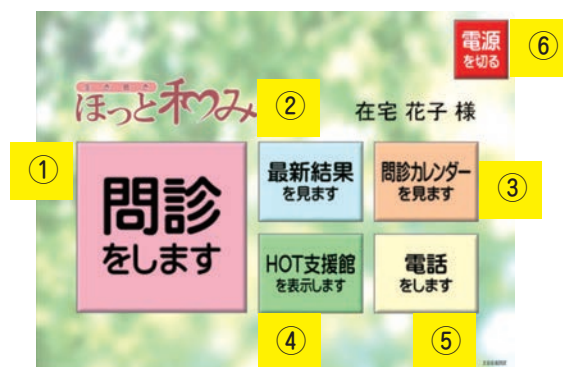 電源
を切る
⑥
ほっと和つみ
②
在宅 花子 様
①
問診
をします
最新結果
を見ます
問診カレンダー
を見ます
③
HOT支援館
を表示します
電話
をします
④
⑤